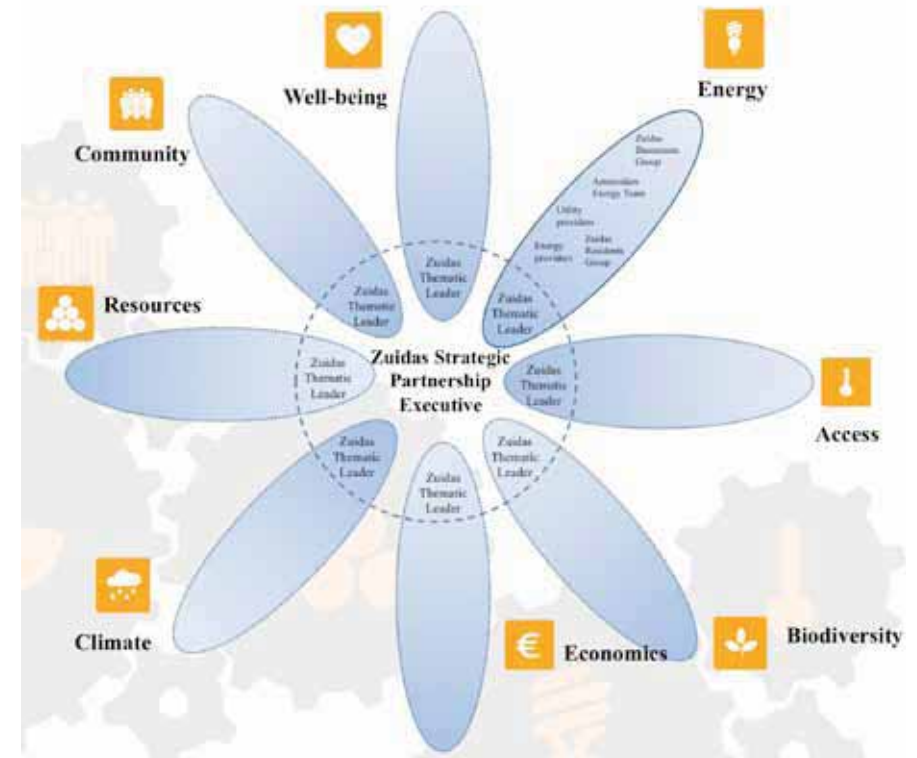 Well-being
Energy
Community
Zuidas
Business
Group
Amsterdam
Energy Team
Utility
providers
Energy
providers
Zuidas
Residents
Group
Zuidas
Thematic
Leader
Zuidas
Thematic
Leader
Zuidas
Thematic
Leader
Resources
Zuidas
Thematic
Leader
Zuidas Strategic
Partnership
Executive
Zuidas
Thematic
Leader
Access
Zuidas
Thematic
Leader
Zuidas
Thematic
Leader
Zuidas
Thematic
Leader
Climate
€
Economics
Biodiversity